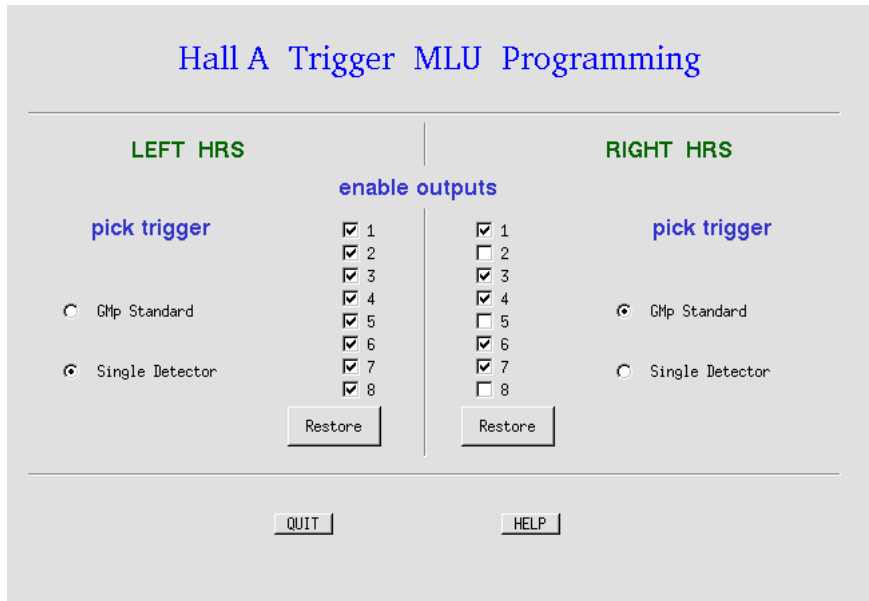 Hall A Trigger MLU Programming
LEFT HRS
RIGHT HRS
enable outputs
pick trigger
pick trigger
1
2
3
4
5
6
7
8
1
2
3
4
5
6
7
8
GMp Standard
Single Detector
GMp Standard
Single Detector
Restore
Restore
QUIT
HELP